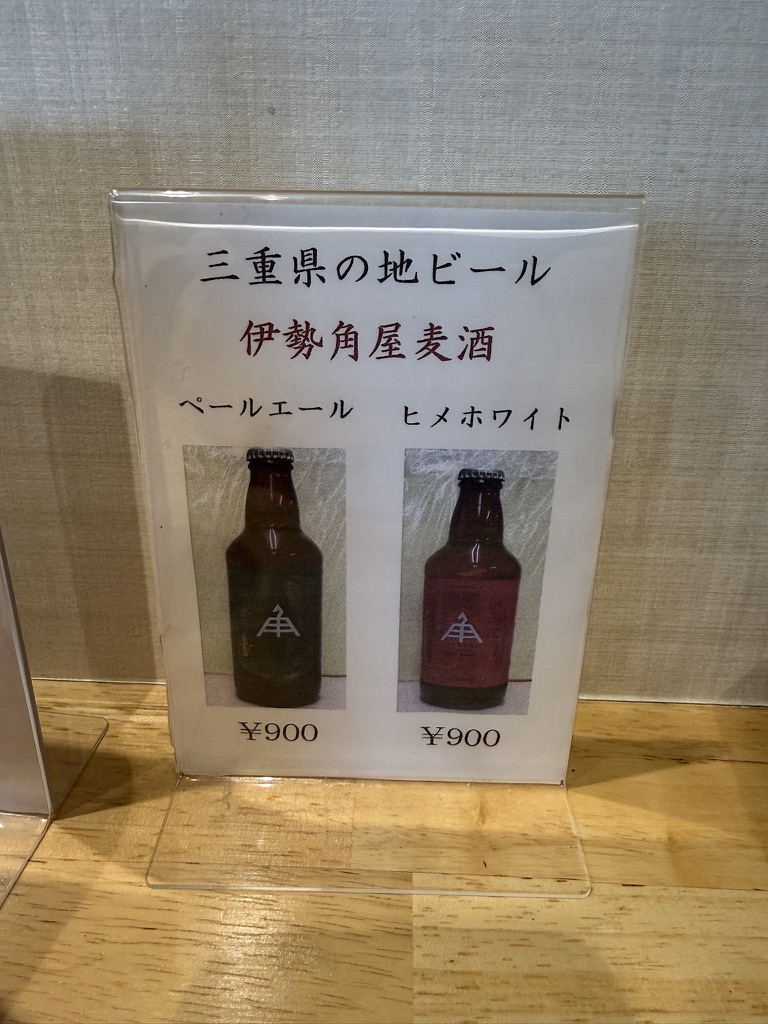 三重県の地ビール
伊勢角屋麦酒
ペールエール ヒメホワイト
¥900 ¥900